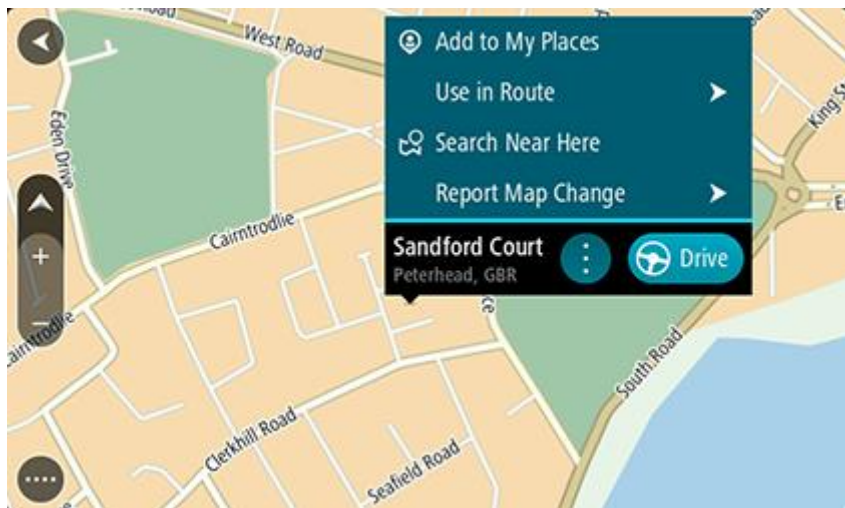 West Road
Eden Drive
Cairntrodlie
Cairntrodlie
Clerkhill Road
Seafield Road
South Road
Add to My Places
Use in Route
Search Near Here
Report Map Change
Sandford Court
Peterhead, GBR
Drive